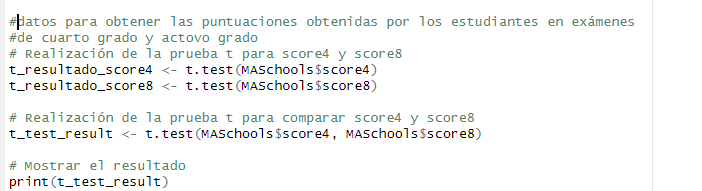 #datos para obtener las puntuaciones obtenidas por los estudiantes en exámenes
#de cuarto grado y actovo grado
# Realización de la prueba t para score4 y score8
t_resultado_score4 <- t.test(MASchools$score4)
t_resultado_score8 <- t.test(MASchools$score8)
# Realización de la prueba t para comparar score4 y score8
t_test_result <- t.test(MASchools$score4, MASchools$score8)
# Mostrar el resultado
print(t_test_result)